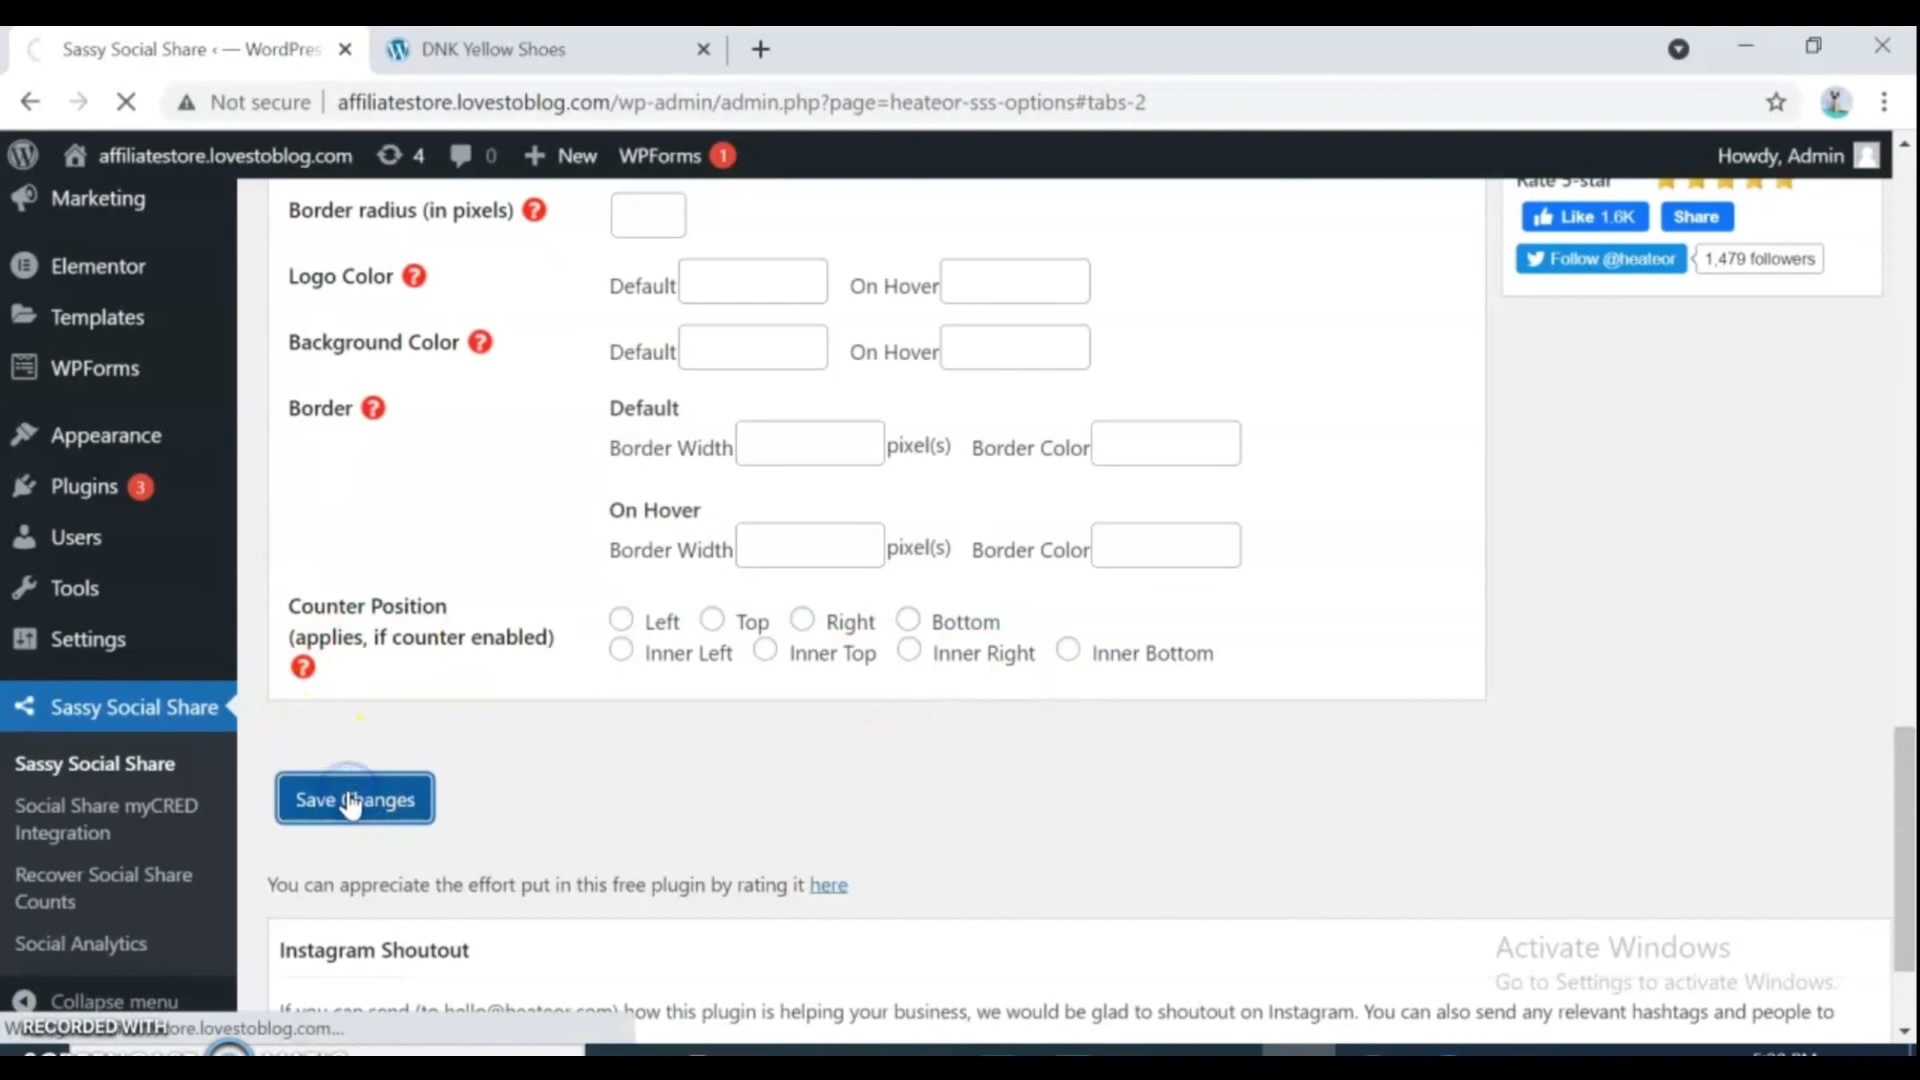 Sassy Social Share ‹ — WordPres
DNK Yellow Shoes
Not secure
affiliatestore.lovestoblog.com/wp-admin/admin.php?page=heateor-sss-options#tabs-2
affiliatestore.lovestoblog.com
4
0
New
WPForms 1
Howdy, Admin
Marketing
Elementor
Templates
WPForms
Appearance
Plugins 3
Users
Tools
Settings
Sassy Social Share
Sassy Social Share
Social Share myCRED
Integration
Recover Social Share
Counts
Social Analytics
Collapse menu
Border radius (in pixels) ?
Logo Color ?
Default
On Hover
Background Color ?
Default
On Hover
Border ?
Default
Border Width
pixel(s)
Border Color
On Hover
Border Width
pixel(s)
Border Color
Counter Position
(applies, if counter enabled)
?
Left Top Right Bottom
Inner Left Inner Top Inner Right Inner Bottom
Rate 5-star
Like 1.6K
Share
Follow @heateor
1,479 followers
Save Changes
You can appreciate the effort put in this free plugin by rating it here
Instagram Shoutout
If you can send (to hello@heateor.com) how this plugin is helping your business, we would be glad to shoutout on Instagram. You can also send any relevant hashtags and people to
Activate Windows
Go to Settings to activate Windows.
RECORDED WITH
ore.lovestoblog.com...